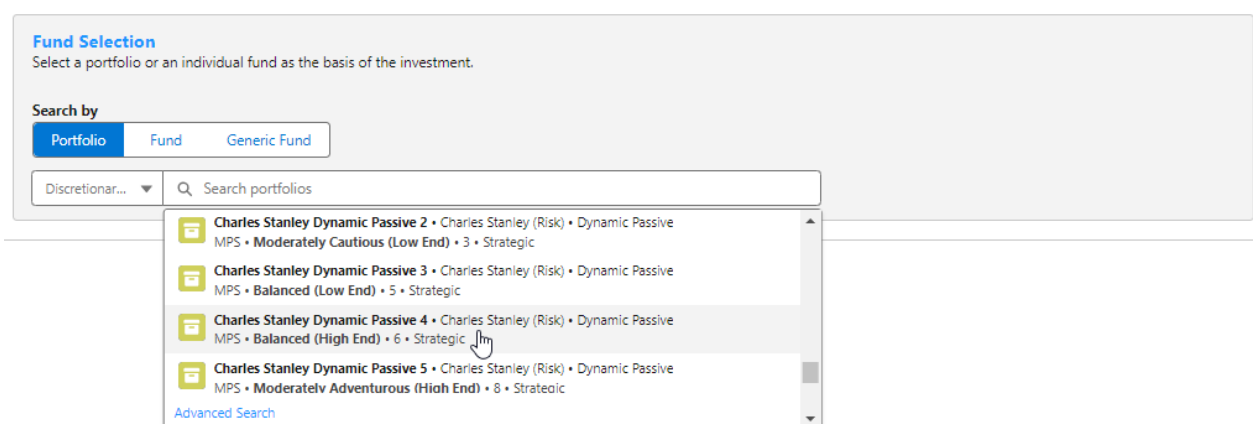 Fund Selection
Select a portfolio or an individual fund as the basis of the investment.
Search by
Portfolio Fund Generic Fund
Discretionar... Search portfolios
Charles Stanley Dynamic Passive 2 • Charles Stanley (Risk) • Dynamic Passive
MPS • Moderately Cautious (Low End) • 3 • Strategic
Charles Stanley Dynamic Passive 3 • Charles Stanley (Risk) • Dynamic Passive
MPS • Balanced (Low End) • 5 • Strategic
Charles Stanley Dynamic Passive 4 • Charles Stanley (Risk) • Dynamic Passive
MPS • Balanced (High End) • 6 • Strategic
Charles Stanley Dynamic Passive 5 • Charles Stanley (Risk) • Dynamic Passive
MPS • Moderately Adventurous (High End) • 8 • Strategic
Advanced Search